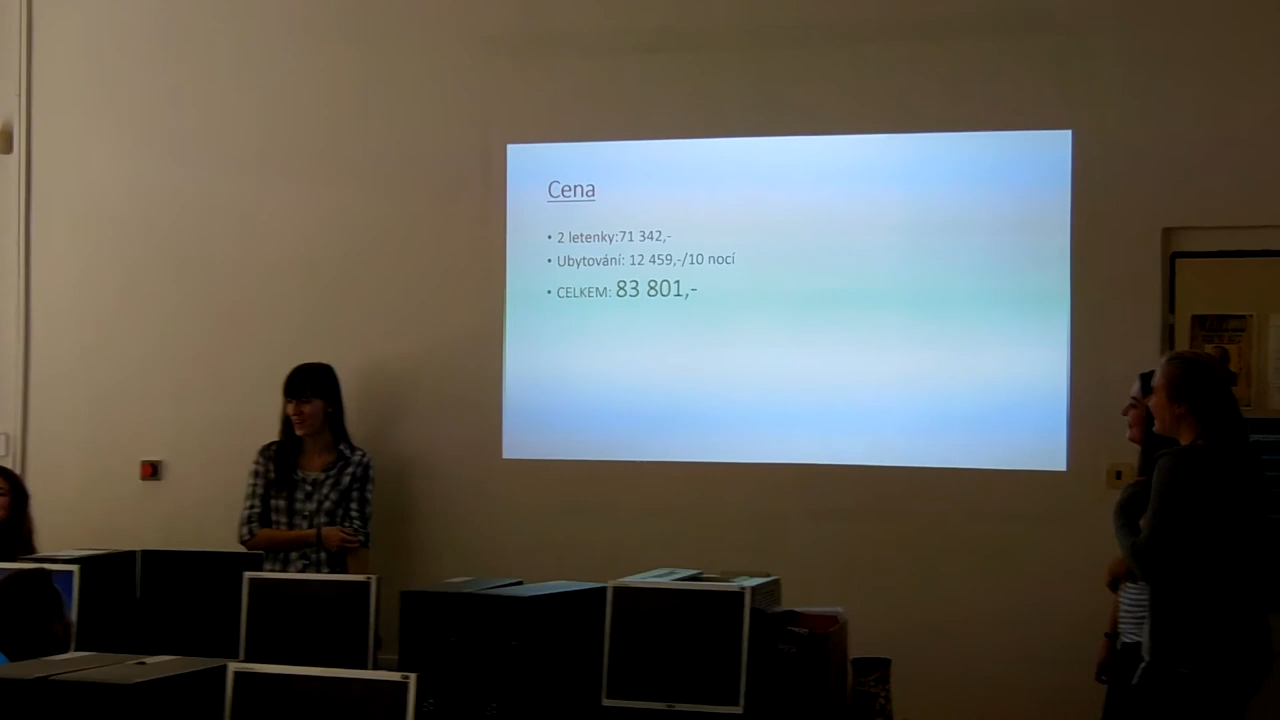 Cena
• 2 letenky:71 342,-
• Ubytování: 12 459,-/10 nocí
• CELKEM: 83 801,-